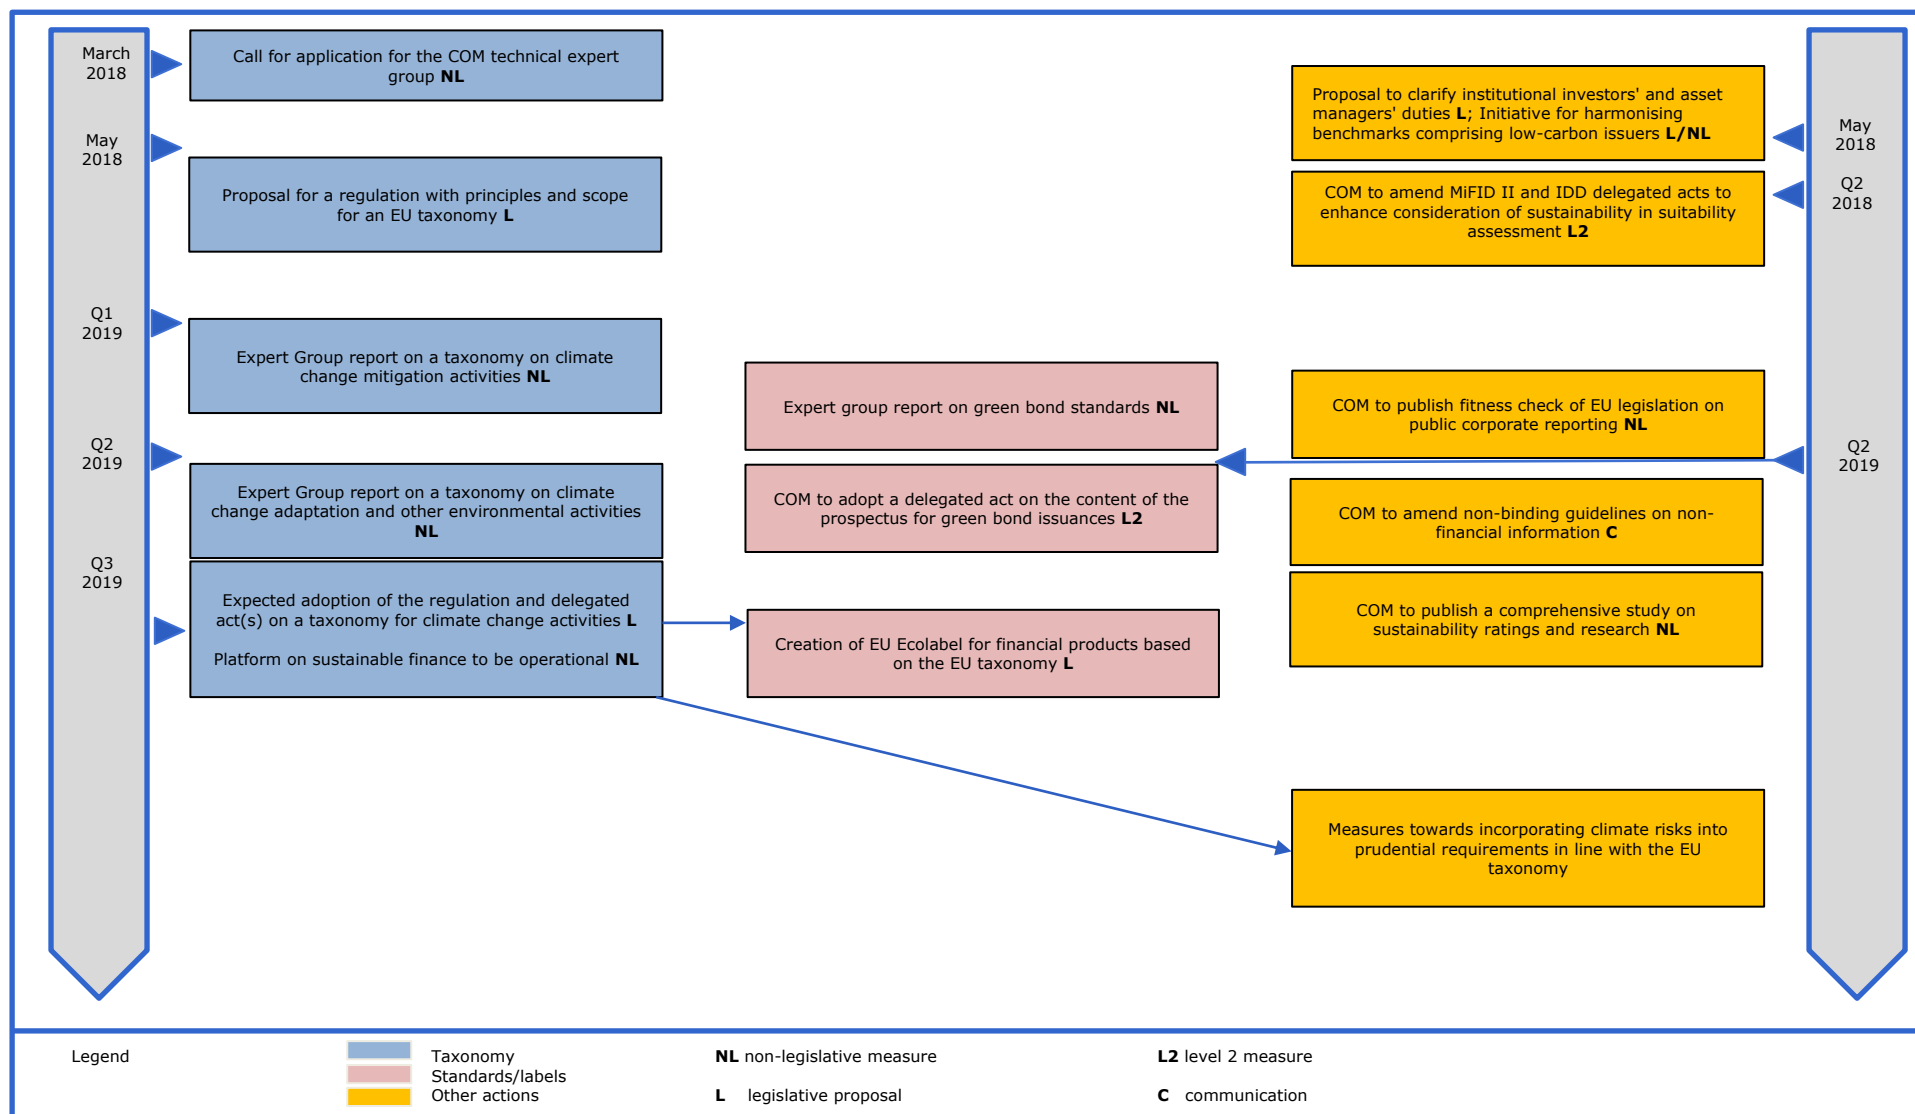 March
2018
Call for application for the COM technical expert
group NL
May
2018
Proposal for a regulation with principles and scope
for an EU taxonomy L
Q1
2019
Expert Group report on a taxonomy on climate
change mitigation activities NL
Q2
2019
Expert Group report on a taxonomy on climate
change adaptation and other environmental activities
NL
Q3
2019
Expected adoption of the regulation and delegated
act(s) on a taxonomy for climate change activities L
Platform on sustainable finance to be operational NL
Expert group report on green bond standards NL
COM to adopt a delegated act on the content of the
prospectus for green bond issuances L2
Creation of EU Ecolabel for financial products based
on the EU taxonomy L
Proposal to clarify institutional investors' and asset
managers' duties L; Initiative for harmonising
benchmarks comprising low-carbon issuers L/NL
May
2018
COM to amend MiFID II and IDD delegated acts to
enhance consideration of sustainability in suitability
assessment L2
Q2
2018
COM to publish fitness check of EU legislation on
public corporate reporting NL
Q2
2019
COM to amend non-binding guidelines on non-
financial information C
COM to publish a comprehensive study on
sustainability ratings and research NL
Measures towards incorporating climate risks into
prudential requirements in line with the EU
taxonomy
Legend
Taxonomy
Standards/labels
Other actions
NL non-legislative measure
L legislative proposal
L2 level 2 measure
C communication